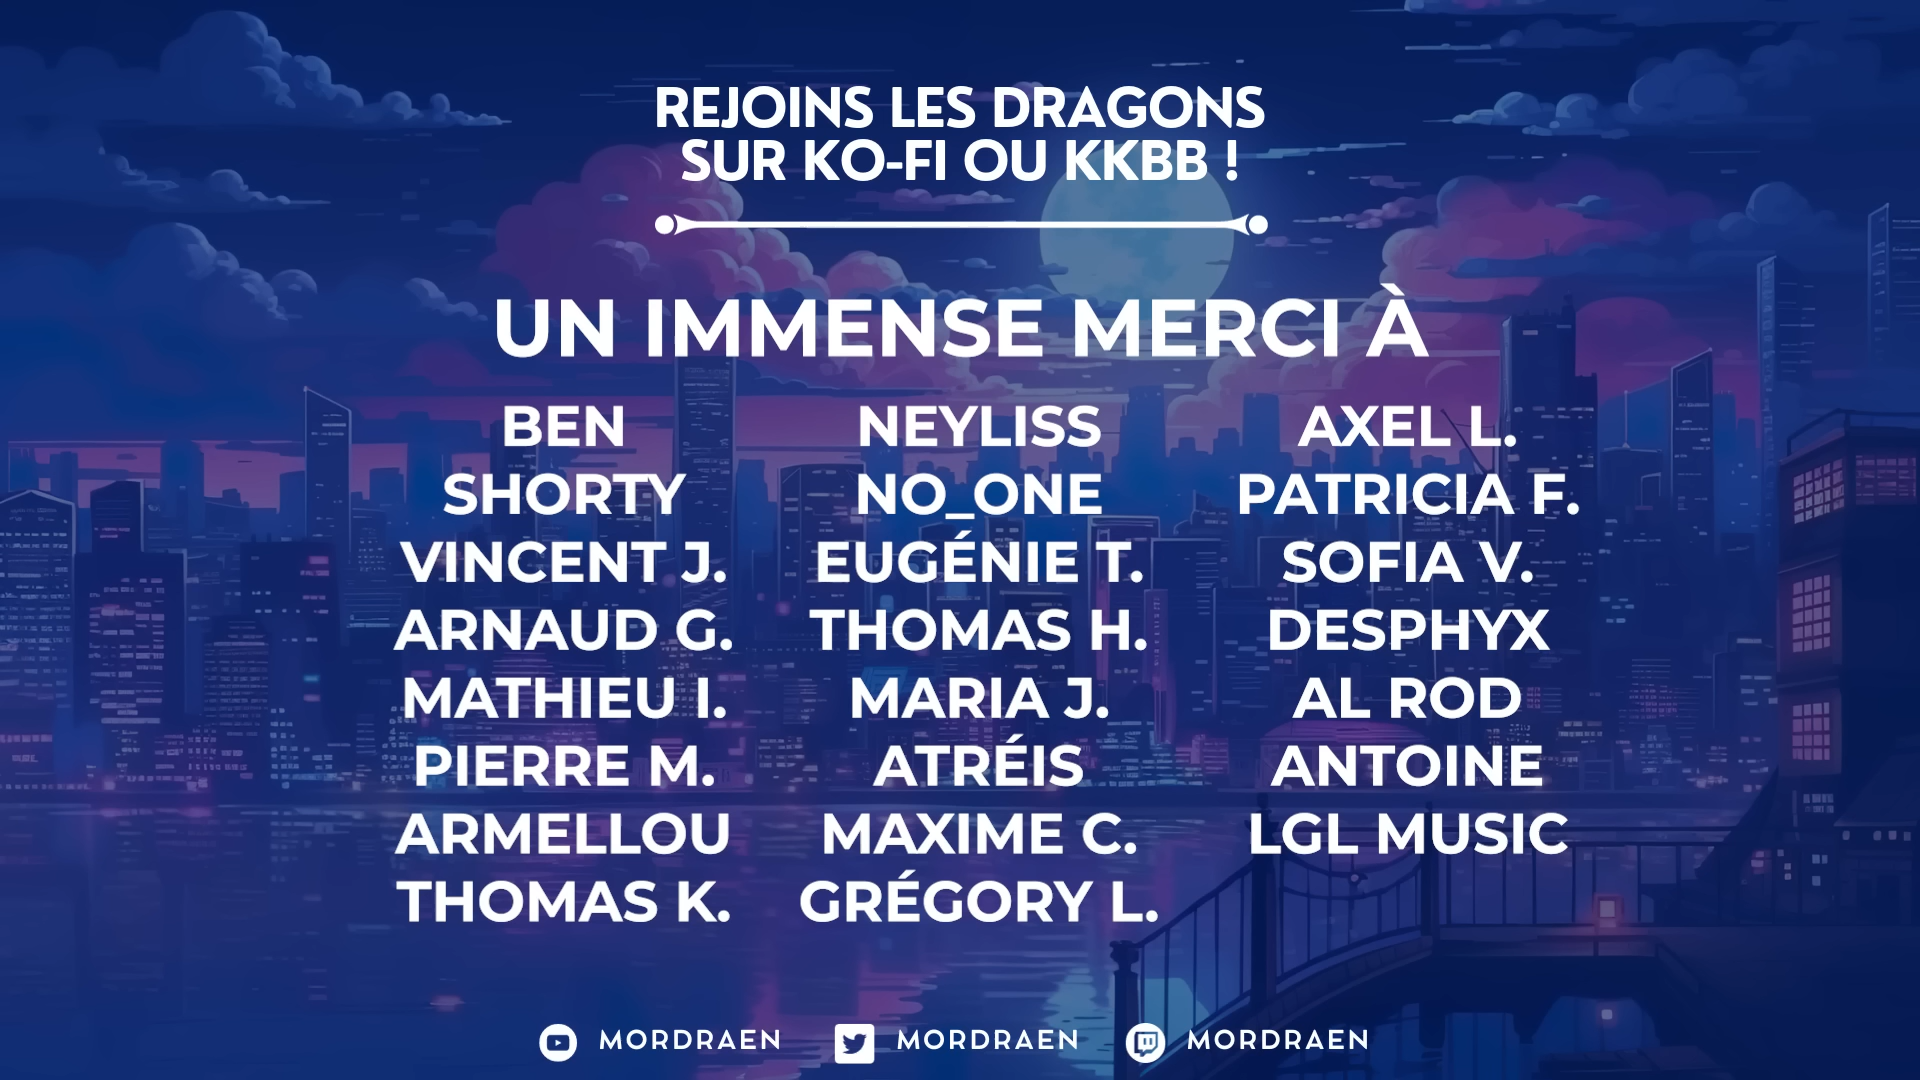 REJOINS LES DRAGONS
SUR KO-FI OU KKBB !
UN IMMENSE MERCI À
BEN
SHORTY
VINCENT J.
ARNAUD G.
MATHIEU I.
PIERRE M.
ARMELLOU
THOMAS K.
NEYLISS
NO_ONE
EUGÉNIE T.
THOMAS H.
MARIA J.
ATRÉIS
MAXIME C.
GRÉGORY L.
AXEL L.
PATRICIA F.
SOFIA V.
DESPHYX
AL ROD
ANTOINE
LGL MUSIC
MORDRAEN MORDRAEN MORDRAEN